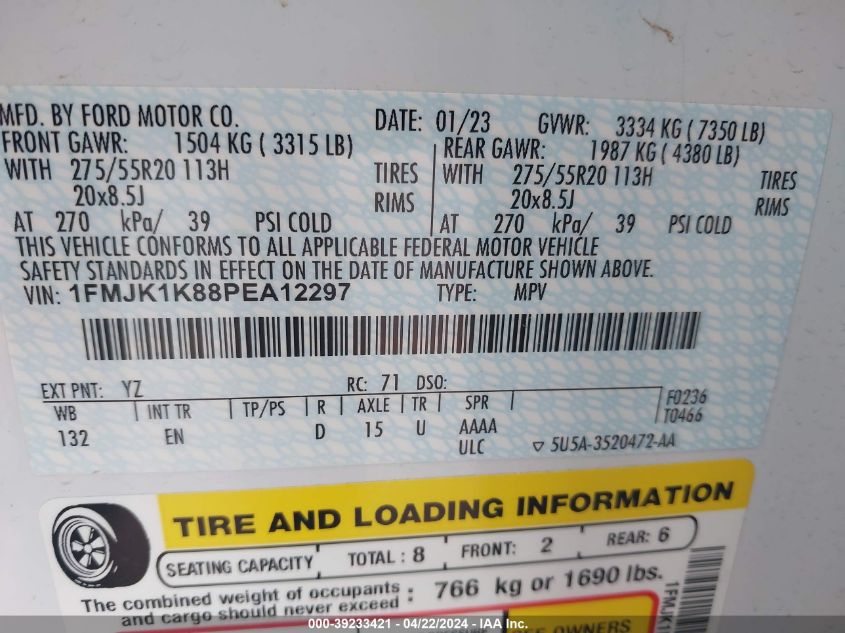 MFD. BY FORD MOTOR CO. DATE: 01/23 GVWR: 3334 KG ( 7350 LB)
FRONT GAWR: 1504 KG ( 3315 LB) REAR GAWR: 1987 KG ( 4380 LB)
WITH 275/55R20 113H TIRES WITH 275/55R20 113H TIRES
20x8.5J RIMS 20x8.5J RIMS
AT 270 kPa/ 39 PSI COLD AT 270 kPa/ 39 PSI COLD
THIS VEHICLE CONFORMS TO ALL APPLICABLE FEDERAL MOTOR VEHICLE
SAFETY STANDARDS IN EFFECT ON THE DATE OF MANUFACTURE SHOWN ABOVE.
VIN: 1FMJK1K88PEA12297 TYPE: MPV
EXT PNT: YZ RC: 71 DSO:
WB INT TR TP/PS R AXLE TR SPR F0236
T0466
132 EN D 15 U AAAA
ULC ▽ 5U5A-3520472-AA
TIRE AND LOADING INFORMATION
SEATING CAPACITY TOTAL : 8 FRONT: 2 REAR: 6
The combined weight of occupants and cargo should never exceed : 766 kg or 1690 lbs.
000-39233421 - 04/22/2024 - IAA Inc.